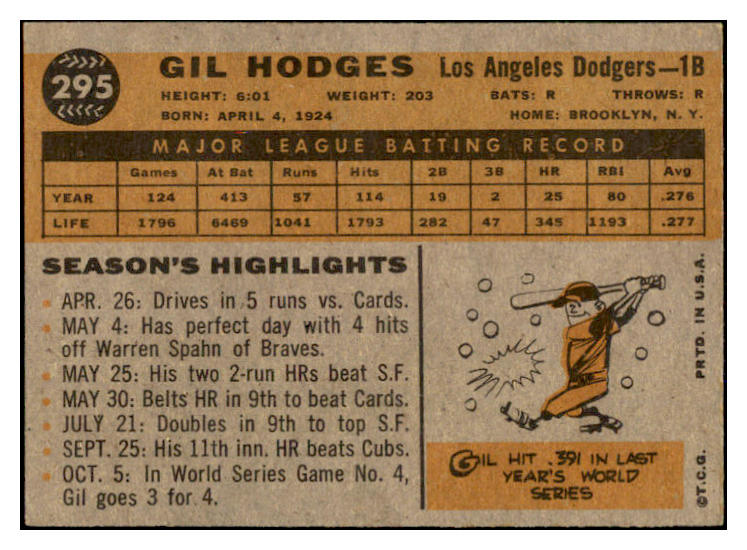 295
GIL HODGES Los Angeles Dodgers—1B
HEIGHT: 6:01 WEIGHT: 203 BATS: R THROWS: R
BORN: APRIL 4, 1924 HOME: BROOKLYN, N. Y.
MAJOR LEAGUE BATTING RECORD
Games At Bat Runs Hits 2B 3B HR RBI Avg
YEAR 124 413 57 114 19 2 25 80 .276
LIFE 1796 6469 1041 1793 282 47 345 1193 .277
SEASON'S HIGHLIGHTS
APR. 26: Drives in 5 runs vs. Cards.
MAY 4: Has perfect day with 4 hits
off Warren Spahn of Braves.
MAY 25: His two 2-run HRs beat S.F.
MAY 30: Belts HR in 9th to beat Cards.
JULY 21: Doubles in 9th to top S.F.
SEPT. 25: His 11th inn. HR beats Cubs.
OCT. 5: In World Series Game No. 4,
Gil goes 3 for 4.
GIL HIT .391 IN LAST
YEAR'S WORLD
SERIES
©T.C.G. PRTD. IN U.S.A.